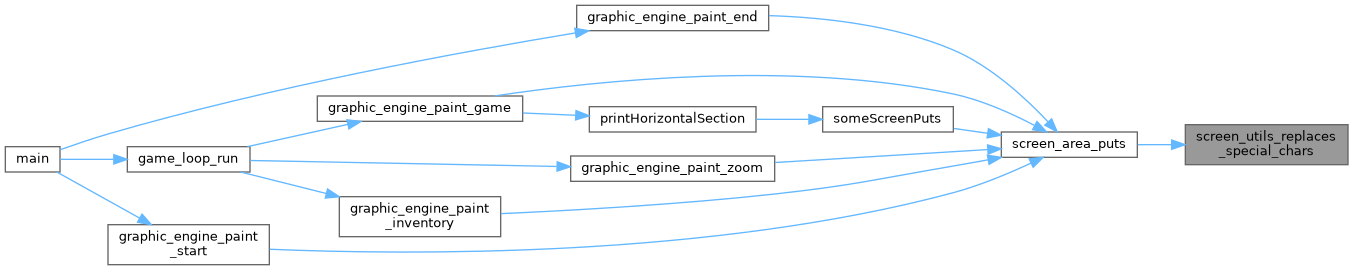 graphic_engine_paint_end
graphic_engine_paint_game
printHorizontalSection
someScreenPuts
screen_utils_replaces
_special_chars
main
game_loop_run
graphic_engine_paint_zoom
screen_area_puts
graphic_engine_paint
_inventory
graphic_engine_paint
_start